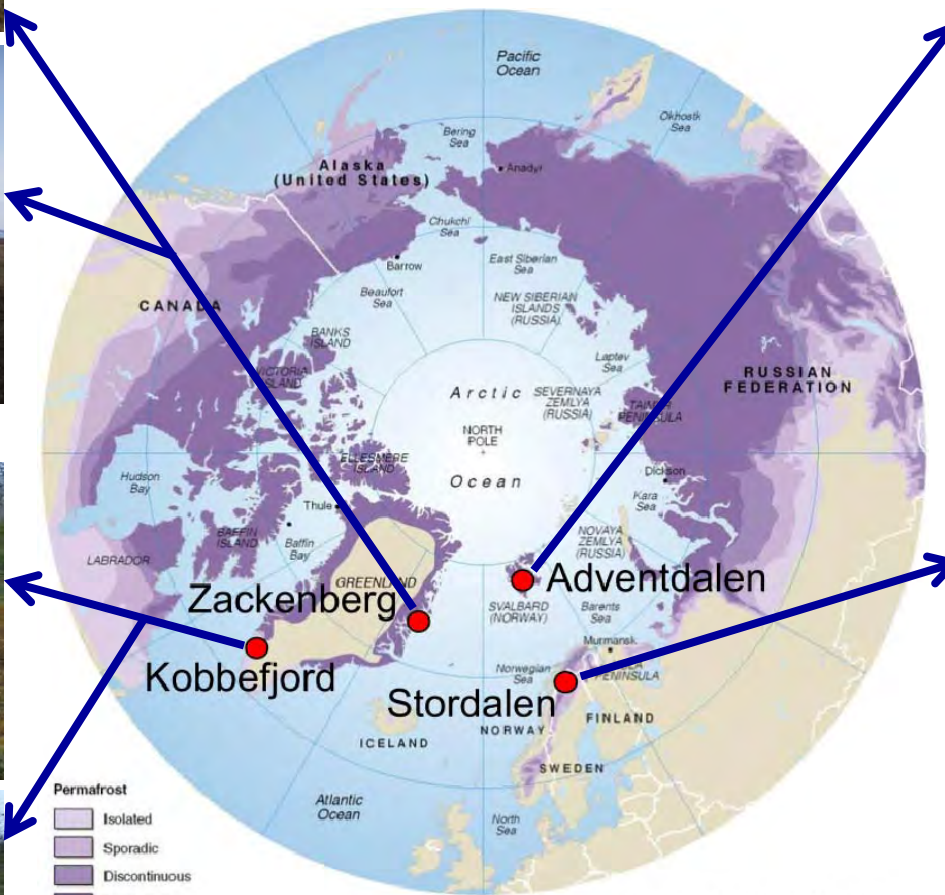 Pacific
Ocean
Okhostk
Sea
Bering
Sea
Alaska
(United States)
Anadyr
Chukchi
Sea
Barrow
East Siberian
Sea
Beaufort
Sea
NEW SIBERIAN
ISLANDS
(RUSSIA)
CANADA
BANKS
ISLAND
Laptev
Sea
VICTORIA
ISLAND
RUSSIAN
FEDERATION
Arctic
SEVERNAYA
ZEMLYA
(RUSSIA)
TAIMYR
PENINSULA
NORTH
POLE
ELLESMERE
ISLAND
Ocean
Hudson
Bay
Dickson
Thule
Kara
Sea
BAFFIN
ISLAND
Baffin
Bay
NOVAYA
ZEMLYA
(RUSSIA)
LABRADOR
GREENLAND
Adventdalen
Zackenberg
SVALBARD
(NORWAY)
Barents
Sea
Murmansk
Kobbefjord
Norwegian
Sea
PENINSULA
Stordalen
FINLAND
NORWAY
ICELAND
SWEDEN
Permafrost
Isolated
Sporadic
Discontinuous
Atlantic
Ocean
North
Sea